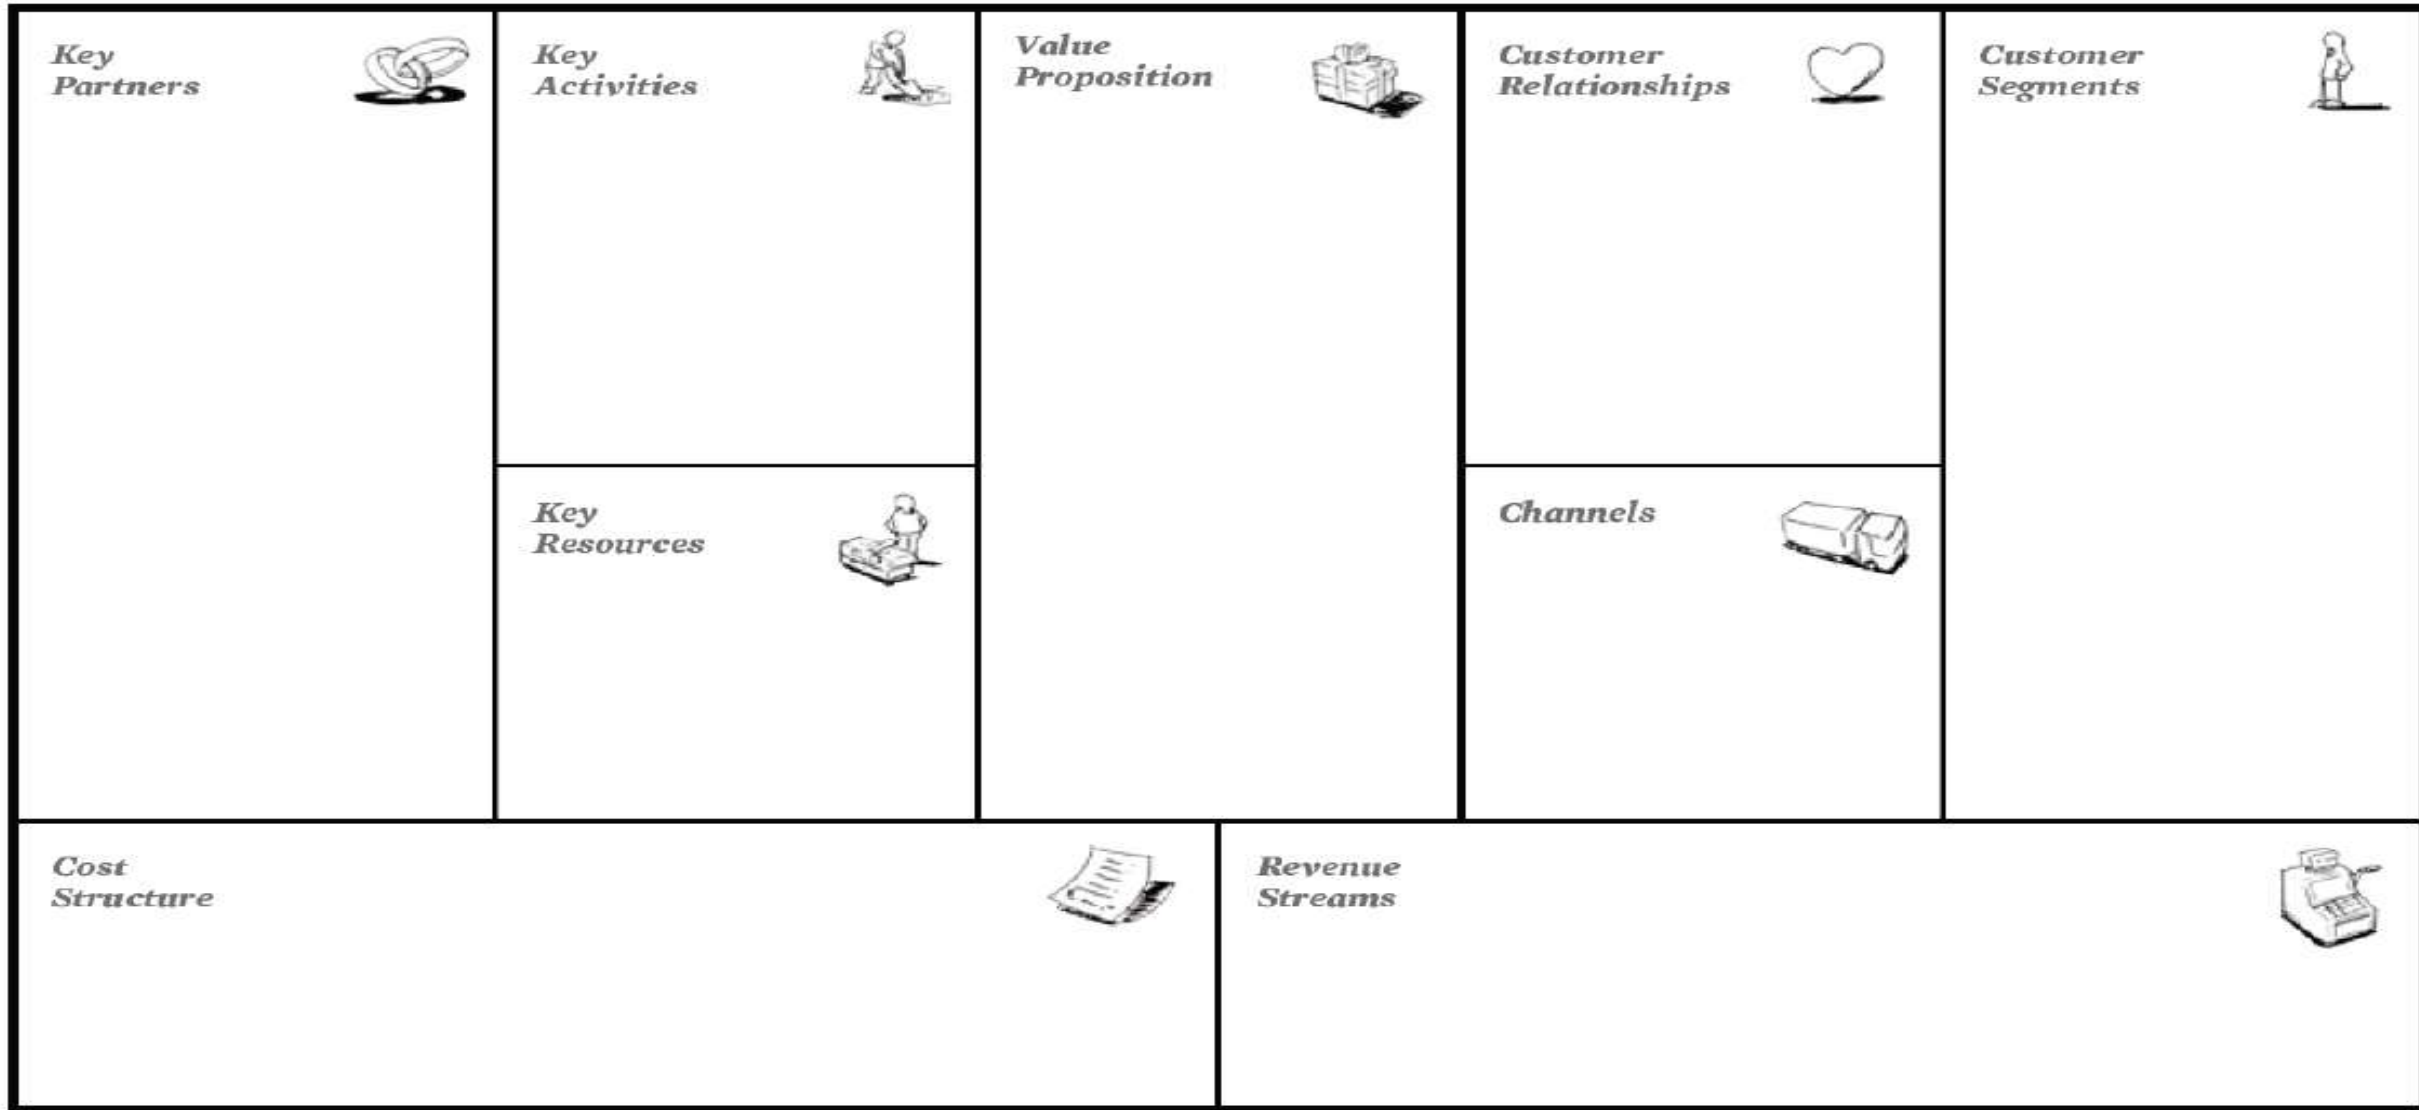 Key
Partners
Key
Activities
Value
Proposition
Customer
Relationships
Customer
Segments
Key
Resources
Channels
Cost
Structure
Revenue
Streams